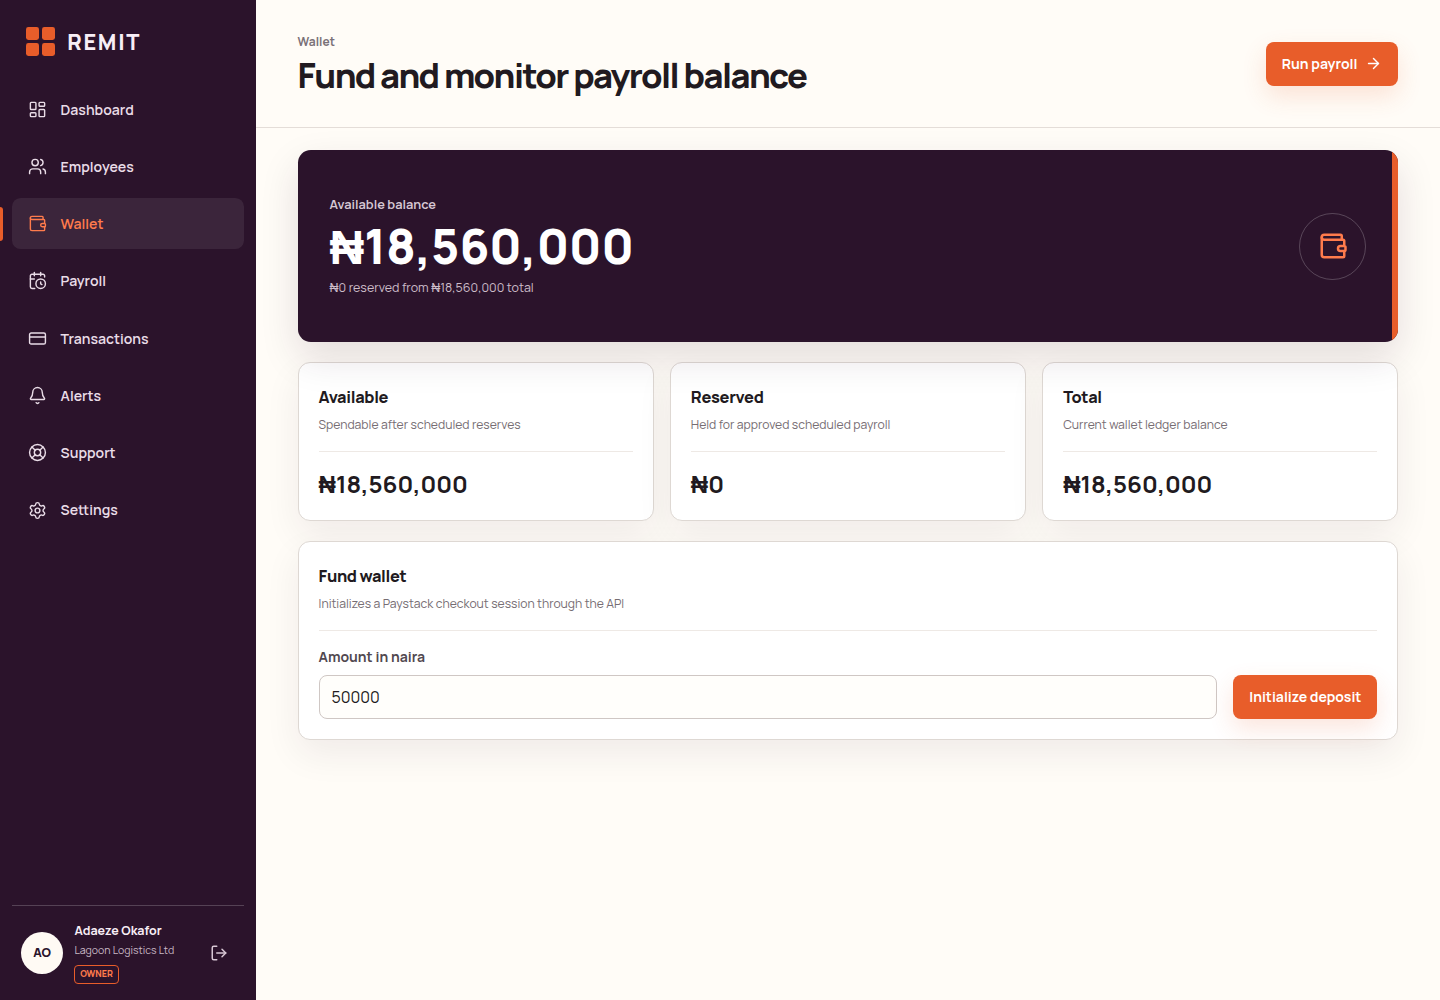 REMIT
Dashboard
Employees
Wallet
Payroll
Transactions
Alerts
Support
Settings
AO
Adaeze Okafor
Lagoon Logistics Ltd
OWNER
Wallet
Fund and monitor payroll balance
Run payroll
Available balance
₦18,560,000
₦0 reserved from ₦18,560,000 total
Available
Spendable after scheduled reserves
₦18,560,000
Reserved
Held for approved scheduled payroll
₦0
Total
Current wallet ledger balance
₦18,560,000
Fund wallet
Initializes a Paystack checkout session through the API
Amount in naira
50000
Initialize deposit